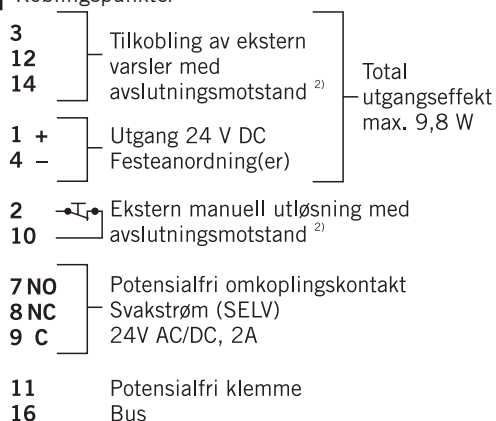 Koblingspunkter
3
12
14
Tilkobling av ekstern
varsler med
avslutningsmotstand 2)
Total
utgangseffekt
max. 9,8 W
1 +
4 –
Utgang 24 V DC
Festeanordning(er)
2
10
Ekstern manuell utløsning med
avslutningsmotstand 2)
7 NO
8 NC
9 C
Potensialfri omkoplingskontakt
Svakstrøm (SELV)
24V AC/DC, 2A
11 Potensialfri klemme
16 Bus